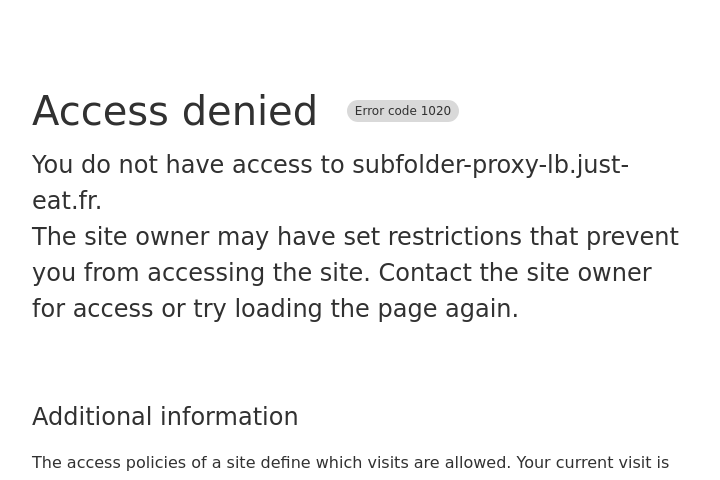 Access denied Error code 1020
You do not have access to subfolder-proxy-lb.just-
eat.fr.
The site owner may have set restrictions that prevent
you from accessing the site. Contact the site owner
for access or try loading the page again.
Additional information
The access policies of a site define which visits are allowed. Your current visit is